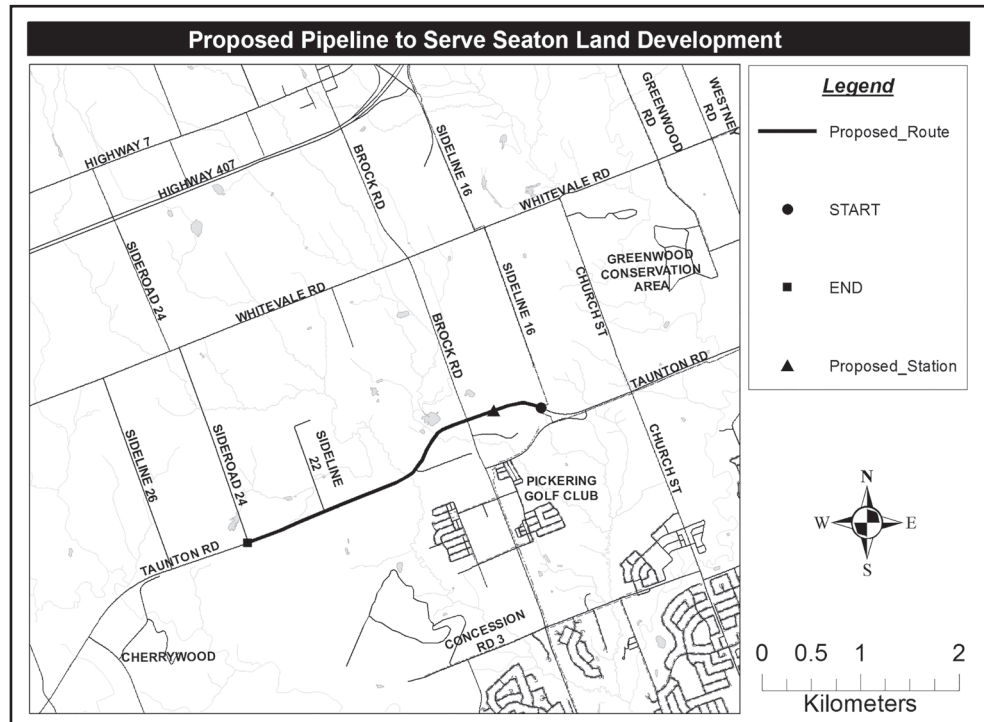 Proposed Pipeline to Serve Seaton Land Development
HIGHWAY 7
HIGHWAY 407
BROCK RD
SIDELINE 16
GREENWOOD
RD
WESTNEY
RD
WHITEVALE RD
SIDEROAD 24
WHITEVALE RD
BROCK RD
SIDELINE 16
CHURCH ST
GREENWOOD
CONSERVATION
AREA
TAUNTON RD
SIDELINE 26
SIDEROAD 24
SIDELINE
22
PICKERING
GOLF CLUB
CHURCH ST
TAUNTON RD
CHERRYWOOD
CONCESSION
RD 3
Legend
Proposed_Route
START
END
Proposed_Station
N
W E
S
0 0.5 1 2
Kilometers